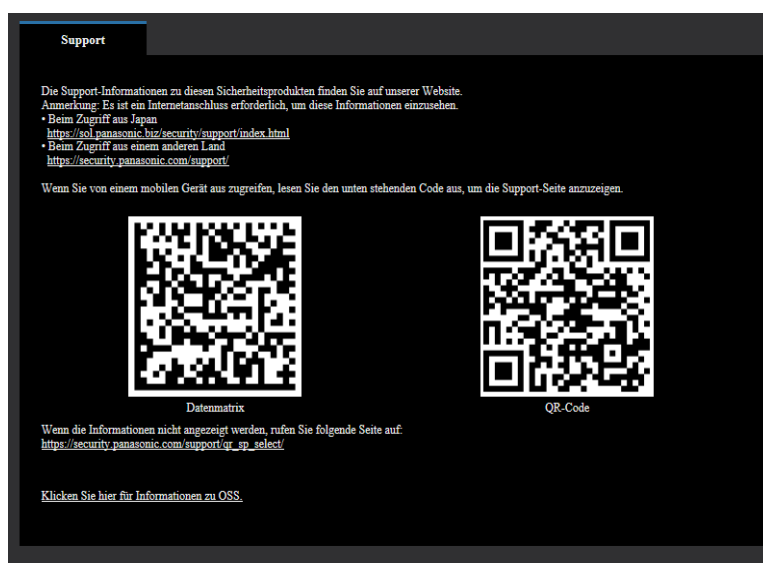 Support
Die Support-Informationen zu diesen Sicherheitsprodukten finden Sie auf unserer Website.
Anmerkung: Es ist ein Internetanschluss erforderlich, um diese Informationen einzusehen.
• Beim Zugriff aus Japan
https://sol.panasonic.biz/security/support/index.html
• Beim Zugriff aus einem anderen Land
https://security.panasonic.com/support/
Wenn Sie von einem mobilen Gerät aus zugreifen, lesen Sie den unten stehenden Code aus, um die Support-Seite anzuzeigen.
Datenmatrix
QR-Code
Wenn die Informationen nicht angezeigt werden, rufen Sie folgende Seite auf:
https://security.panasonic.com/support/qr_sp_select/
Klicken Sie hier für Informationen zu OSS.